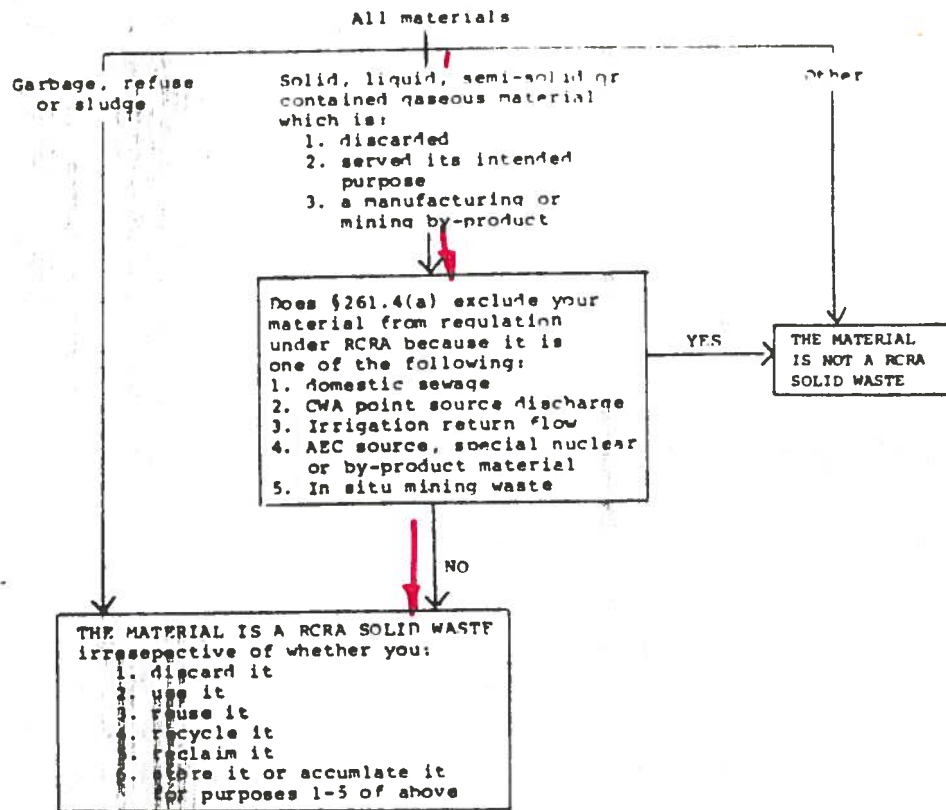 All materials
Garbage, refuse
or sludge
Solid, liquid, semi-solid or
contained gaseous material
which is:
1. discarded
2. served its intended
purpose
3. a manufacturing or
mining by-product
Other
Does §261.4(a) exclude your
material from regulation
under RCRA because it is
one of the following:
1. domestic sewage
2. CWA point source discharge
3. Irrigation return flow
4. AEC source, special nuclear
or by-product material
5. In situ mining waste
YES
THE MATERIAL
IS NOT A RCRA
SOLID WASTE
NO
THE MATERIAL IS A RCRA SOLID WASTE
irresepective of whether you:
1. discard it
2. use it
3. reuse it
4. recycle it
5. reclaim it
6. store it or accumlate it
for purposes 1-5 of above